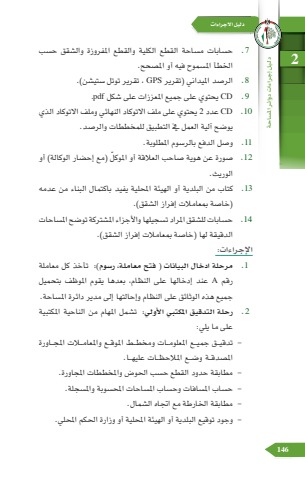 دليل الاجراءات
2
دليل إجراءات دوائر المساحة
7. حسابات مساحة القطع الكلية والقطع المفروزة والشقق حسب
الخطأ المسموح فيه أو المصحح.
8. الرصد الميداني (تقرير GPS ، تقرير توتل ستيشن).
9. CD يحتوي على جميع المعززات على شكل pdf.
10. CD عدد 2 يحتوي على ملف الاتوكاد النهائي وملف الاتوكاد الذي
يوضح آلية العمل في التطبيق للمخططات والرصد.
11. وصل الدفع بالرسوم المطلوبة.
12. صورة عن هوية صاحب العلاقة أو الموكل (مع إحضار الوكالة) أو
الوريث.
13. كتاب من البلدية أو الهيئة المحلية يفيد باكتمال البناء من عدمه
(خاصة بمعاملات إفراز الشقق).
14. حسابات للشقق المراد تسجيلها والأجزاء المشتركة توضح المساحات
الدقيقة لها (خاصة بمعاملات إفراز الشقق).
الإجراءات:
1. مرحلة ادخال البيانات ( فتح معاملة، رسوم): تأخذ كل معاملة
رقم A عند إدخالها على النظام، بعدها يقوم الموظف بتحميل
جميع هذه الوثائق على النظام وإحالتها إلى مدير دائرة المساحة.
2. رحلة التدقيق المكتبي الأولي: تشمل المهام من الناحية المكتبية
على ما يلي:
- تدقيق جميع المعلومات ومخطط الموقع والمعاملات المجاورة
المصدقة وضع الملاحظات عليها.
- مطابقة حدود القطع حسب الحوض والمخططات المجاورة.
- حساب المسافات وحساب المساحات المحسوبة والمسجلة.
- مطابقة الخارطة مع اتجاه الشمال.
- وجود توقيع البلدية أو الهيئة المحلية أو وزارة الحكم المحلي.
146